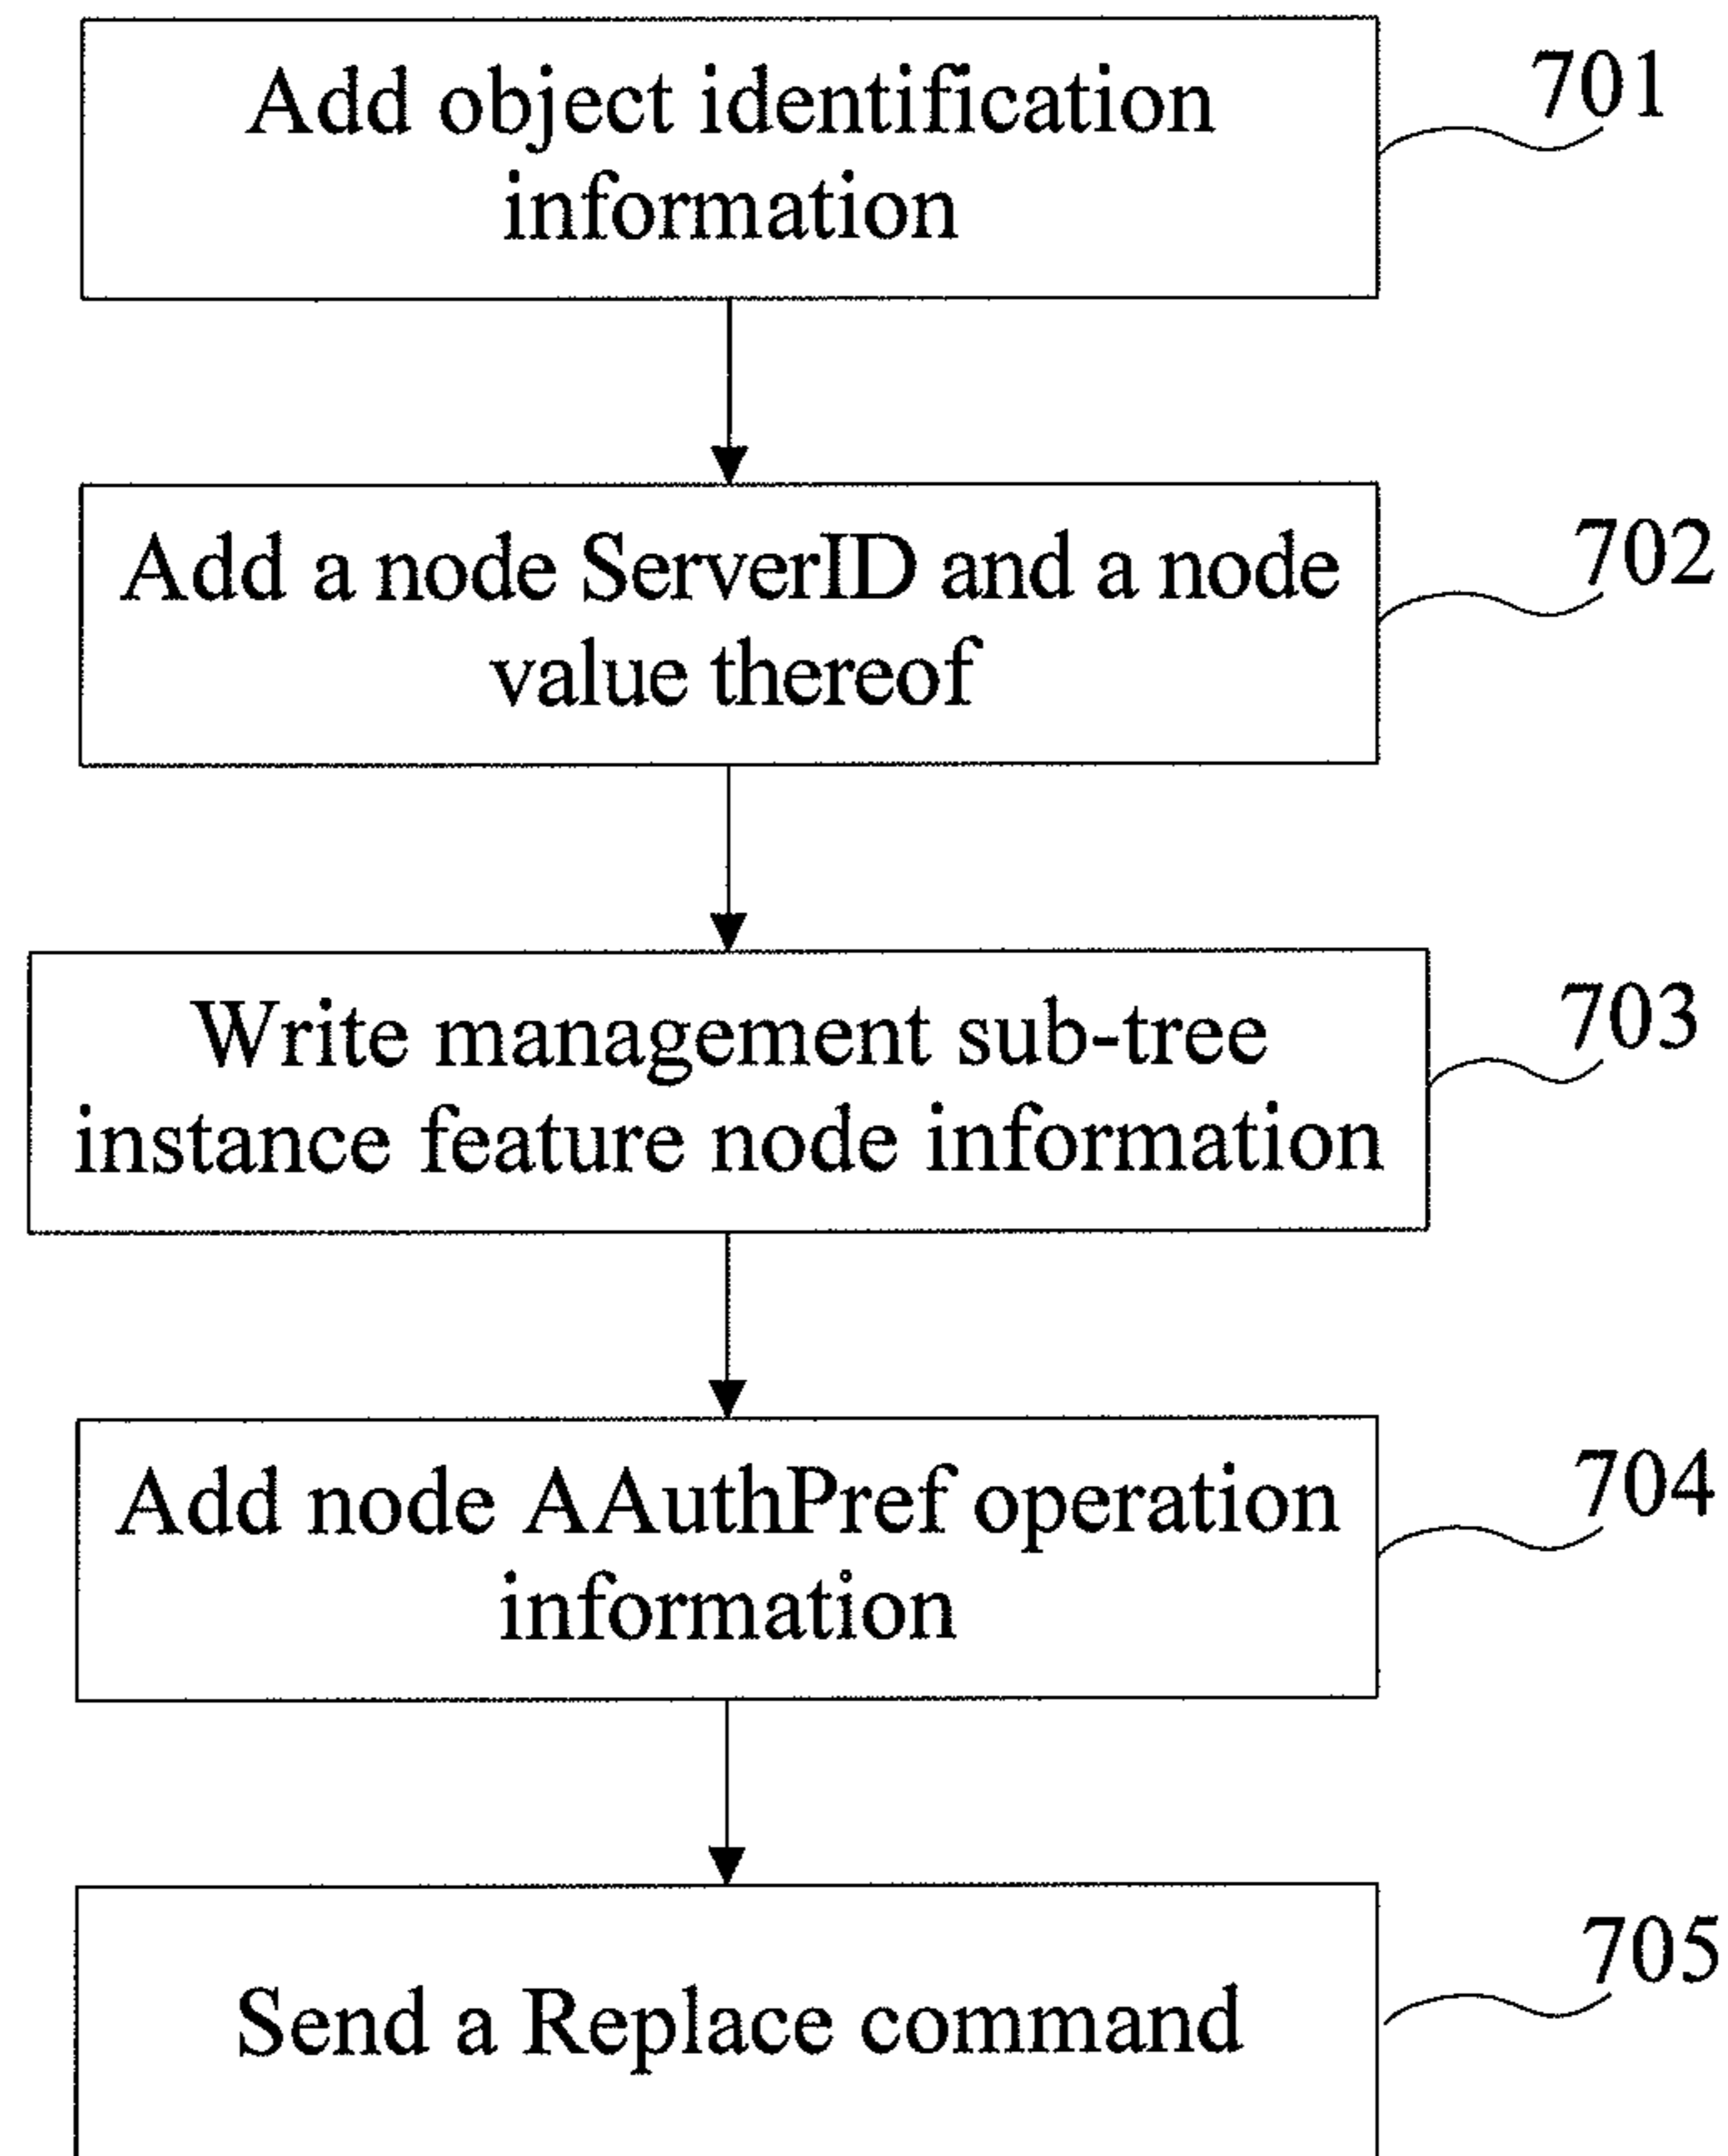 Add object identification
information
701
Add a node ServerID and a node
value thereof
702
Write management sub-tree
instance feature node information
703
Add node AAuthPref operation
information
704
Send a Replace command
705